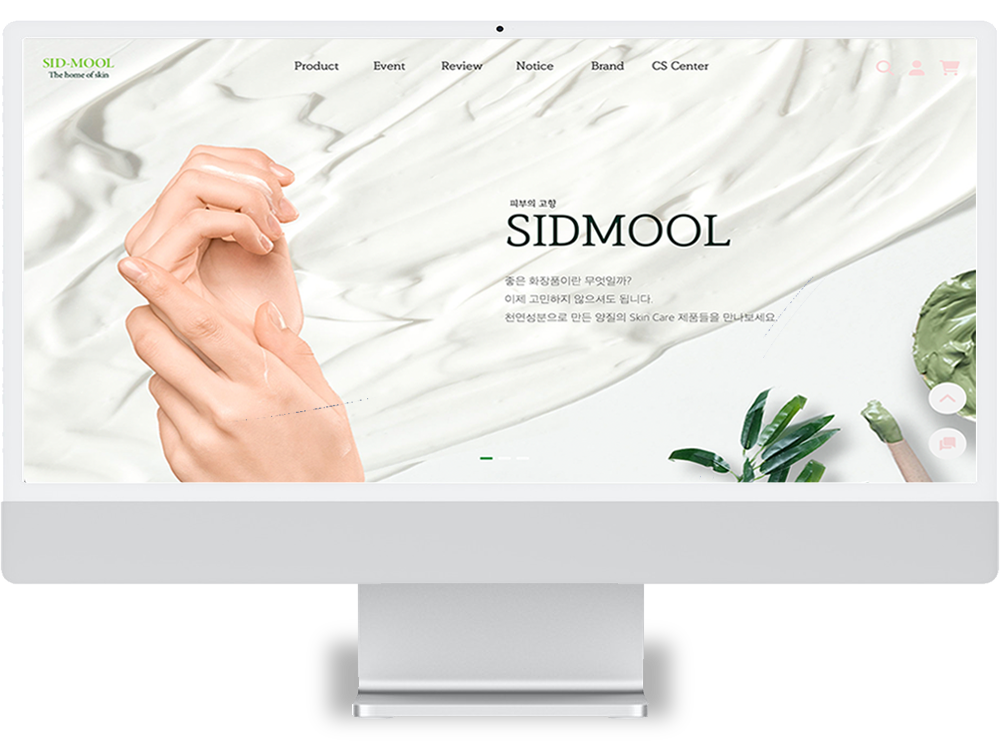 SID-MOOL
The home of skin
Product Event Review Notice Brand CS Center
피부의 고향
SIDMOOL
좋은 화장품이란 무엇일까?
이제 고민하지 않으셔도 됩니다.
천연성분으로 만든 양질의 Skin Care 제품들을 만나보세요.